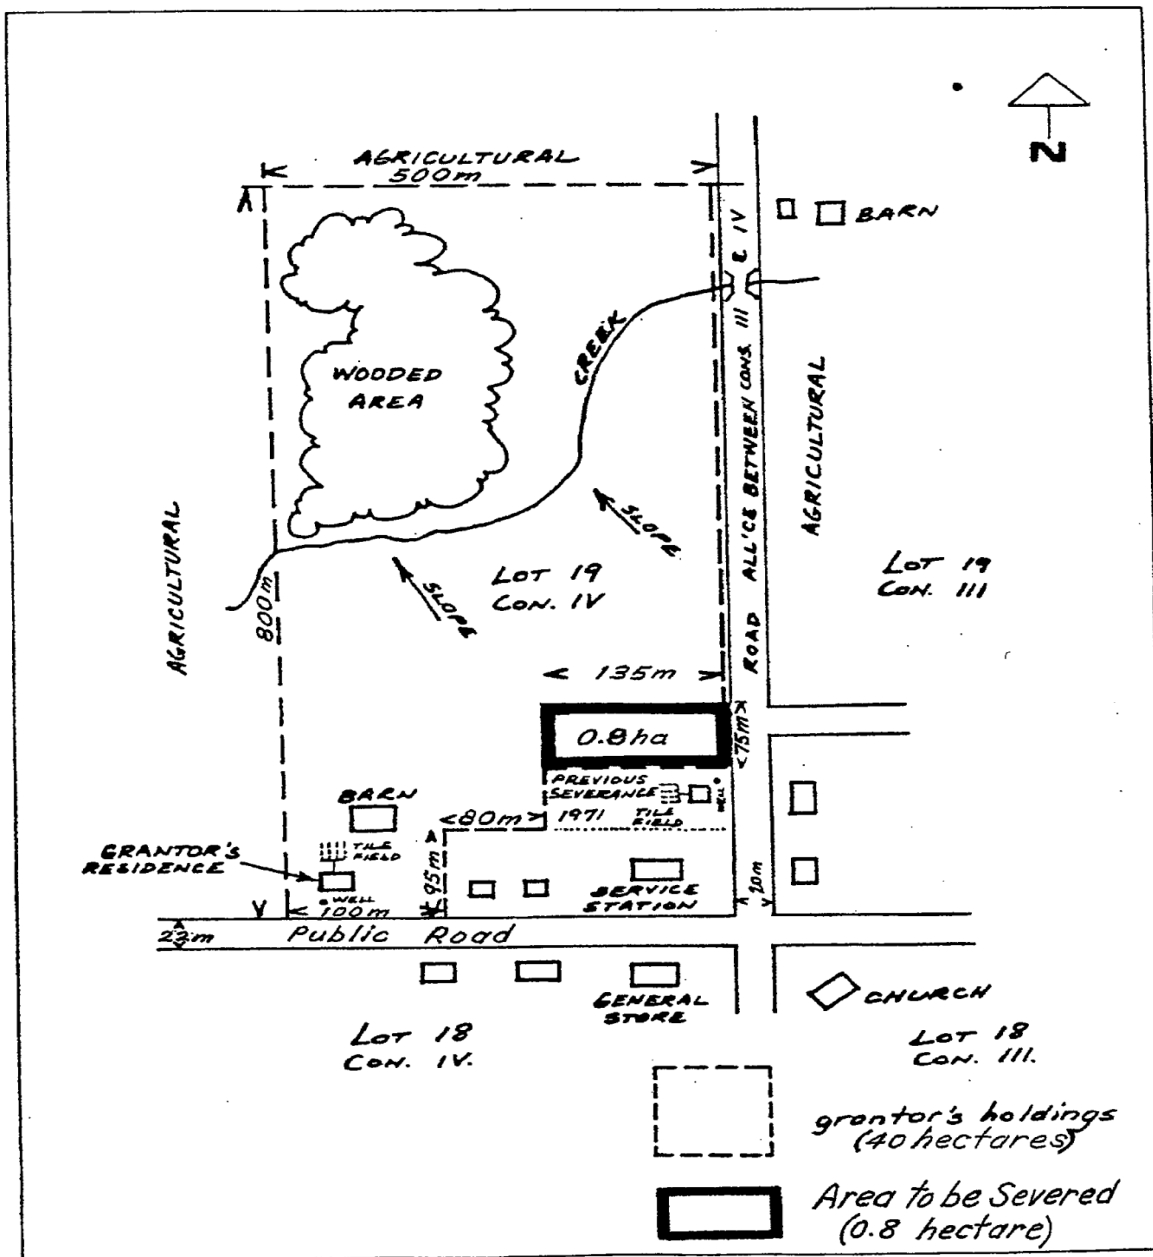 N
AGRICULTURAL
500m
BARN
ROAD ALL'CE BETWEEN CONS. III & IV
CREEK
WOODED
AREA
AGRICULTURAL
AGRICULTURAL
SLOPE
SLOPE
LOT 19
CON. IV
LOT 19
CON. III
800m
135m
0.8 ha
75m
PREVIOUS
SEVERANCE
1971
TILE
FIELD
WELL
BARN
80m
GRANTOR'S
RESIDENCE
TILE
FIELD
WELL
95m
100m
SERVICE
STATION
20m
Public Road
GENERAL
STORE
CHURCH
LOT 18
CON. IV.
LOT 18
CON. III.
grantor's holdings
(40 hectares)
Area to be Severed
(0.8 hectare)